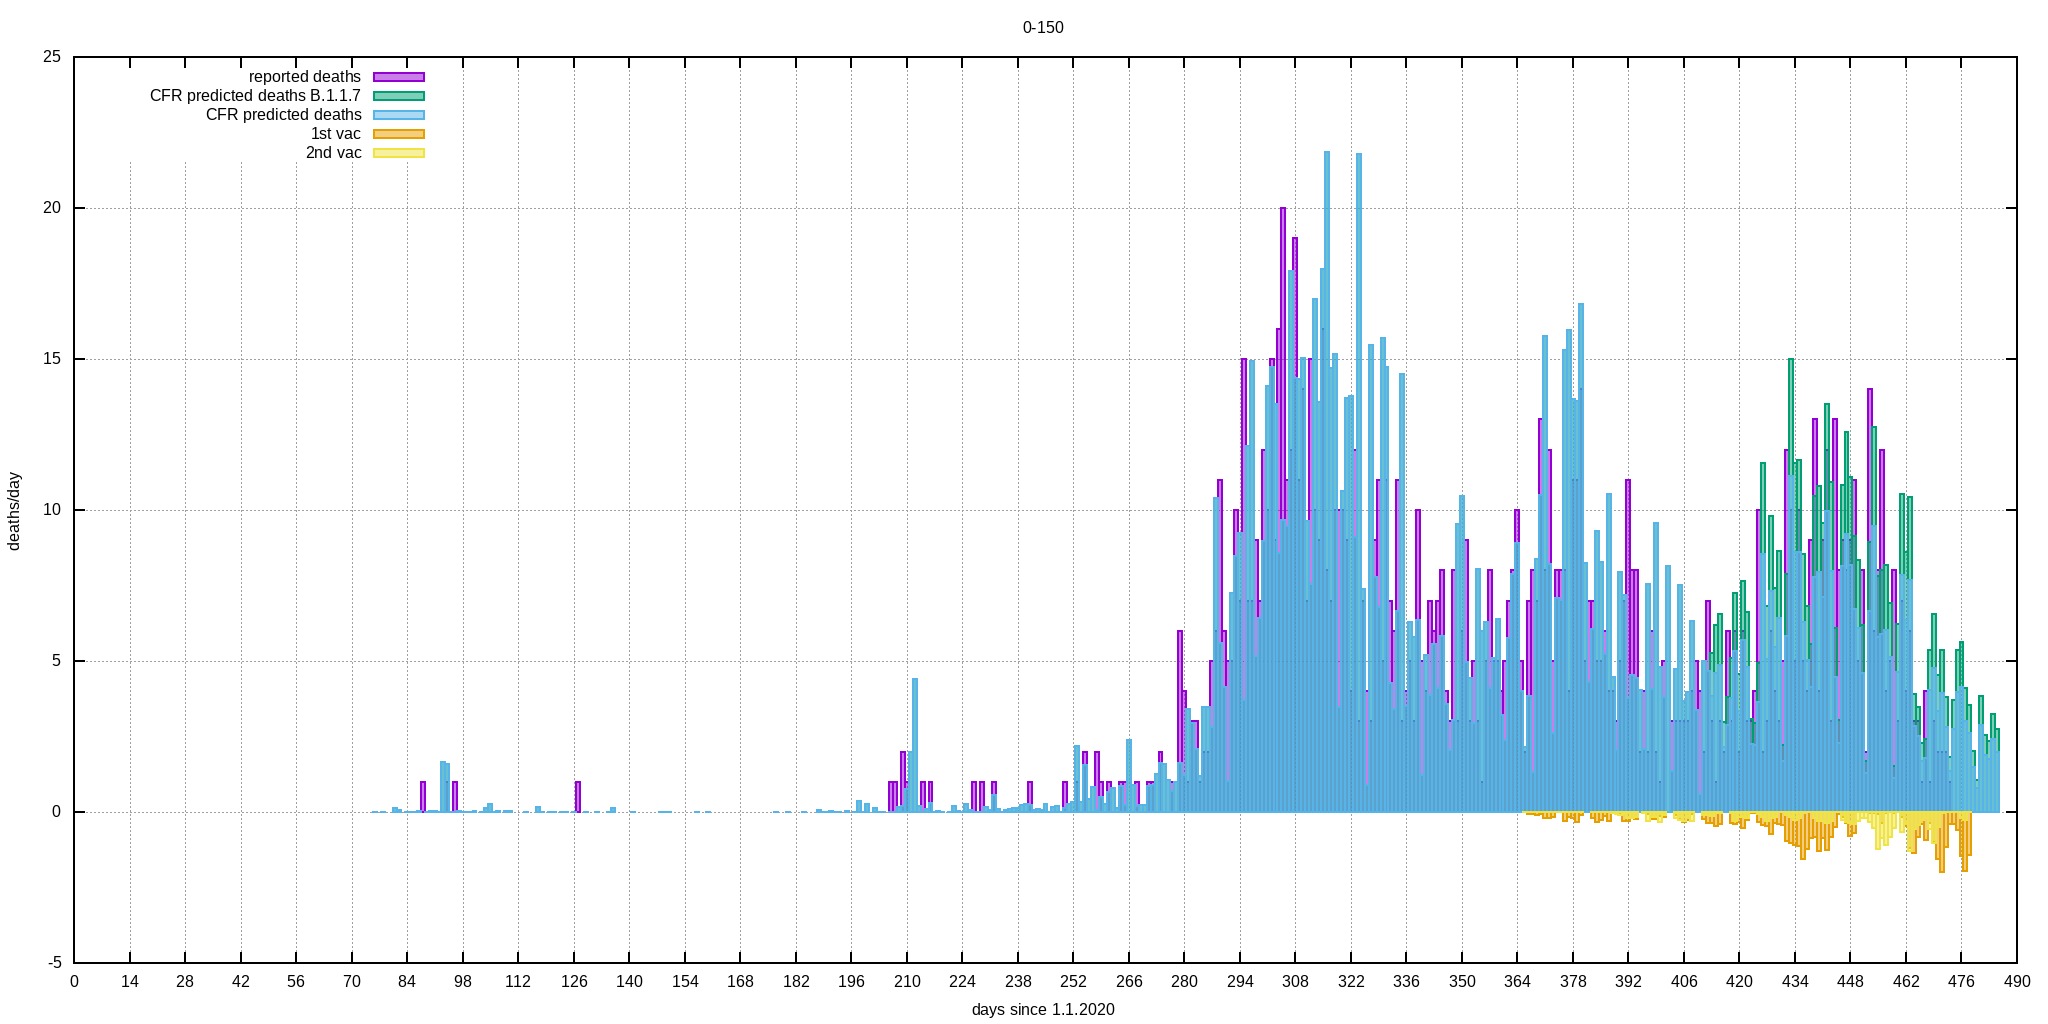 0-150
25
20
15
10
5
0
-5
deaths/day
reported deaths
CFR predicted deaths B.1.1.7
CFR predicted deaths
1st vac
2nd vac
0 14 28 42 56 70 84 98 112 126 140 154 168 182 196 210 224 238 252 266 280 294 308 322 336 350 364 378 392 406 420 434 448 462 476 490
days since 1.1.2020